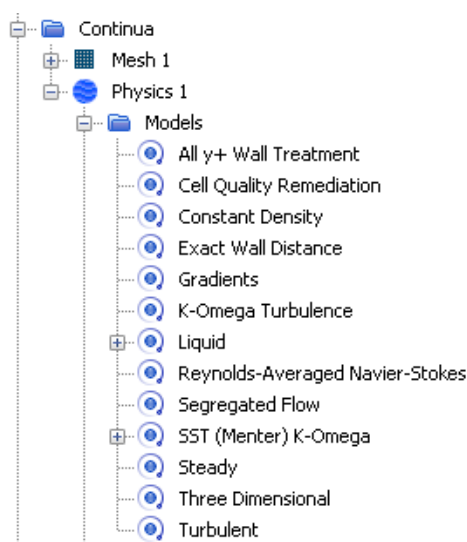 Continua
Mesh 1
Physics 1
Models
All y+ Wall Treatment
Cell Quality Remediation
Constant Density
Exact Wall Distance
Gradients
K-Omega Turbulence
Liquid
Reynolds-Averaged Navier-Stokes
Segregated Flow
SST (Menter) K-Omega
Steady
Three Dimensional
Turbulent